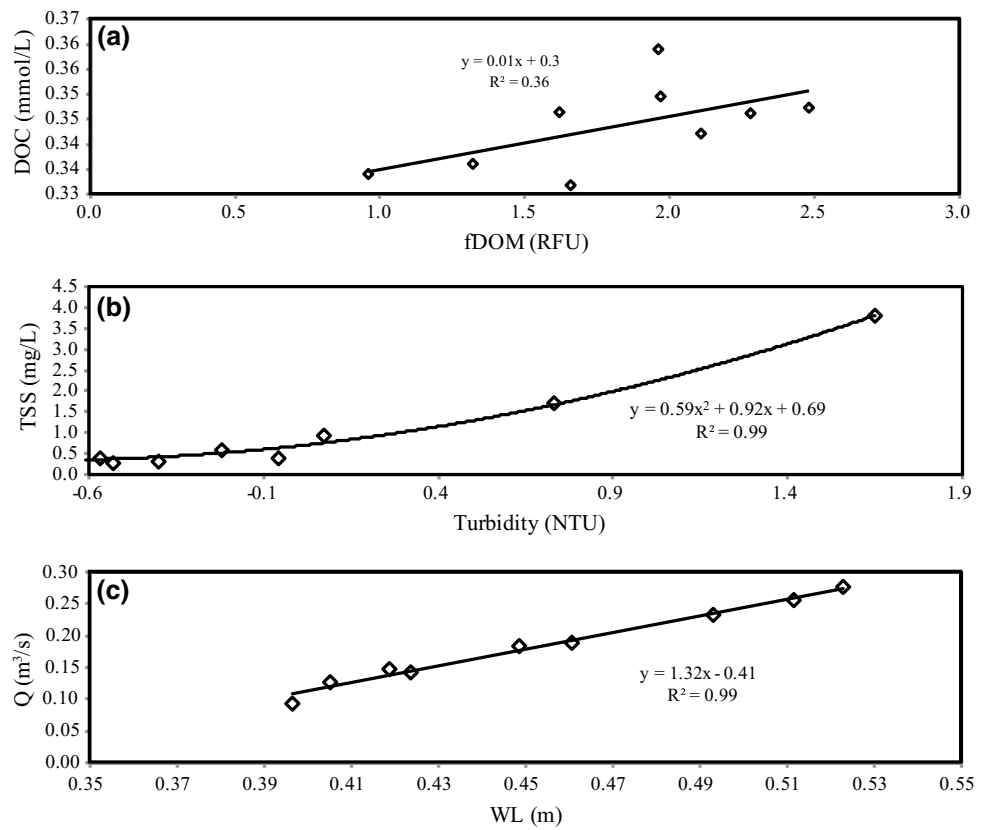 (a)
DOC (mmol/L)
0.37
0.36
0.36
0.35
0.35
0.34
0.34
0.33
y = 0.01x + 0.3
R² = 0.36
0.0 0.5 1.0 1.5 2.0 2.5 3.0
fDOM (RFU)
(b)
TSS (mg/L)
4.5
4.0
3.5
3.0
2.5
2.0
1.5
1.0
0.5
0.0
y = 0.59x² + 0.92x + 0.69
R² = 0.99
-0.6 -0.1 0.4 0.9 1.4 1.9
Turbidity (NTU)
(c)
Q (m³/s)
0.30
0.25
0.20
0.15
0.10
0.05
0.00
y = 1.32x - 0.41
R² = 0.99
0.35 0.37 0.39 0.41 0.43 0.45 0.47 0.49 0.51 0.53 0.55
WL (m)